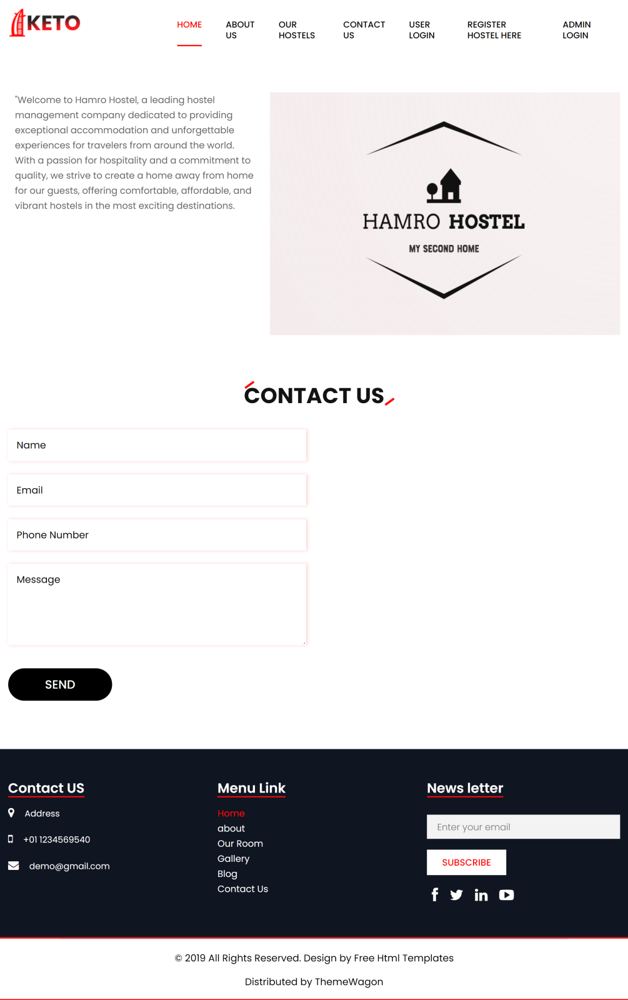 KETO
HOME
ABOUT
US
OUR
HOSTELS
CONTACT
US
USER
LOGIN
REGISTER
HOSTEL HERE
ADMIN
LOGIN
"Welcome to Hamro Hostel, a leading hostel
management company dedicated to providing
exceptional accommodation and unforgettable
experiences for travelers from around the world.
With a passion for hospitality and a commitment to
quality, we strive to create a home away from home
for our guests, offering comfortable, affordable, and
vibrant hostels in the most exciting destinations.
HAMRO HOSTEL
MY SECOND HOME
CONTACT US
Name
Email
Phone Number
Message
SEND
Contact US
Address
+01 1234569540
demo@gmail.com
Menu Link
Home
about
Our Room
Gallery
Blog
Contact Us
News letter
Enter your email
SUBSCRIBE
© 2019 All Rights Reserved. Design by Free Html Templates
Distributed by ThemeWagon